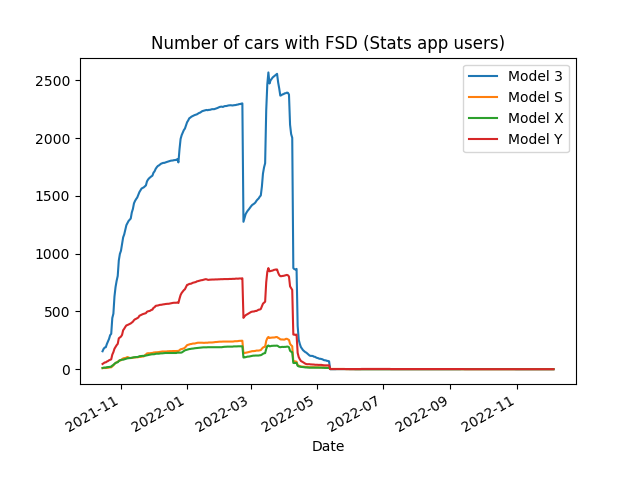 Number of cars with FSD (Stats app users)
Model 3
Model S
Model X
Model Y
2500
2000
1500
1000
500
0
2021-11
2022-01
2022-03
2022-05
2022-07
2022-09
2022-11
Date